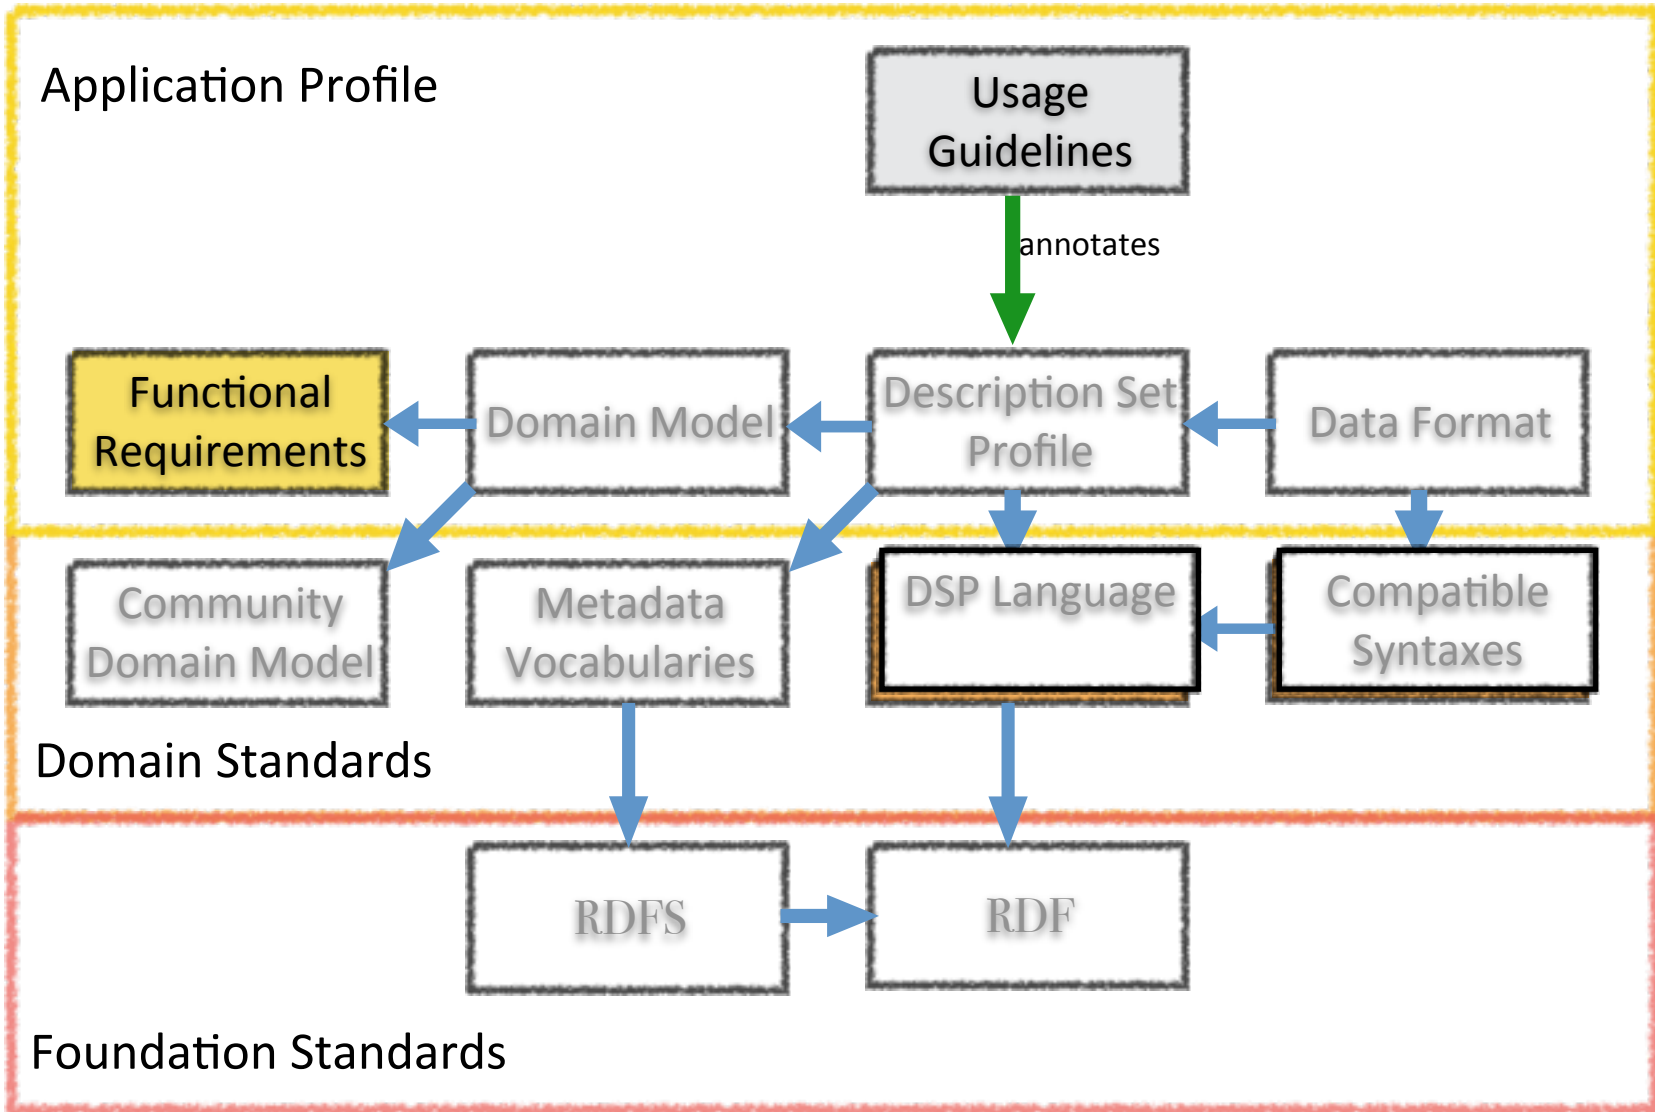 Application Profile
Usage
Guidelines
annotates
Functional
Requirements
Domain Model
Description Set
Profile
Data Format
Community
Domain Model
Metadata
Vocabularies
DSP Language
Compatible
Syntaxes
Domain Standards
RDFS
RDF
Foundation Standards